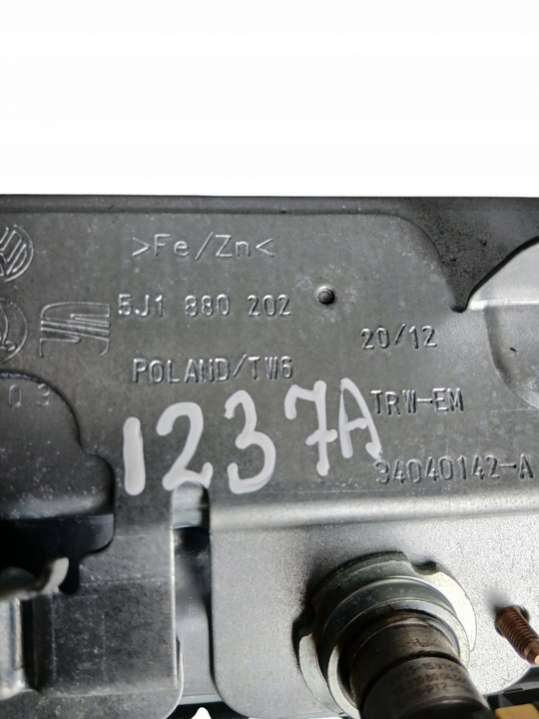 >Fe/Zn<
5J1 880 202
20/12
POLAND/TW6
TRW-EM
1237A
34040142-A